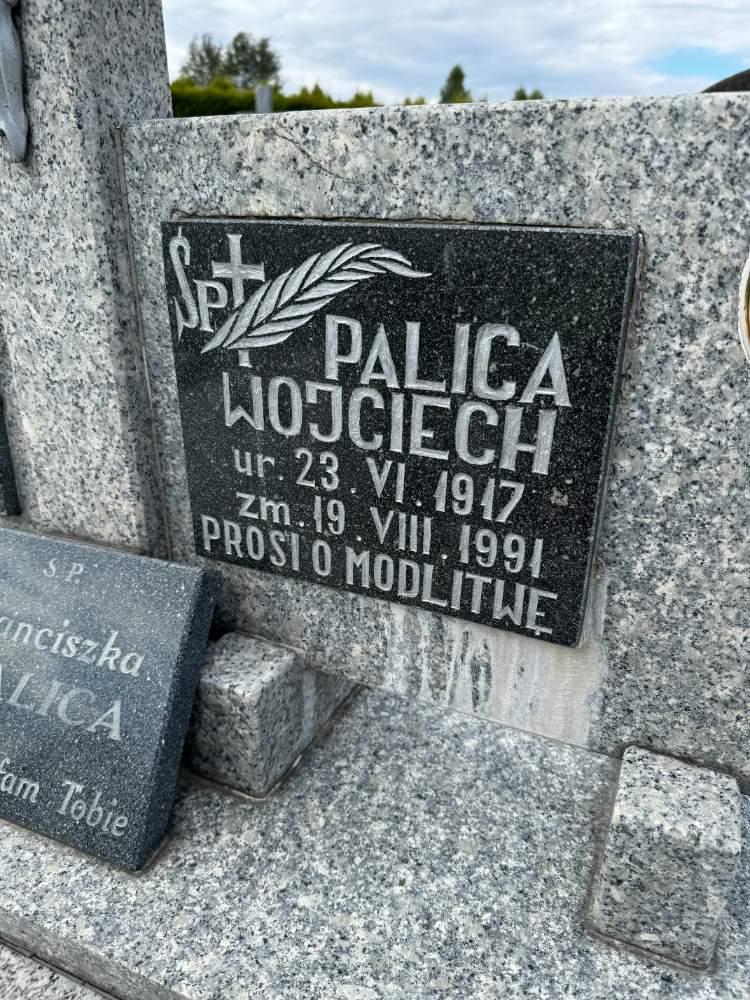 ŚP
PALICA
WOJCIECH
ur. 23. VI. 1917
zm. 19. VIII. 1991
PROSI O MODLITWĘ
S.P.
anciszka
ALICA
fam Tobie